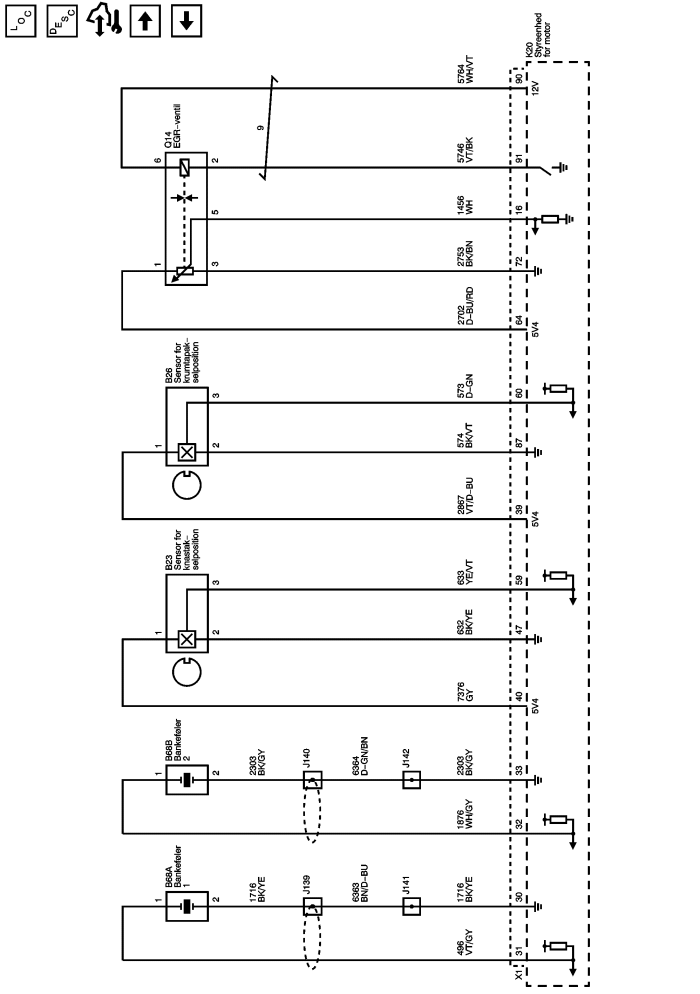 LOC
DESC
K20
Styreenhed
for motor
5764
WH/VT
90
12V
9
Q14
EGR-ventil
6
2
5746
VT/BK
91
5
1456
WH
16
1
3
2753
BK/BN
72
2702
D-BU/RD
64
5V4
B26
Sensor for
krumtapak-
selposition
3
573
D-GN
60
1
2
574
BK/VT
87
2867
VT/D-BU
39
5V4
B23
Sensor for
knastak-
selposition
3
633
YE/VT
59
1
2
632
BK/YE
47
7376
GY
40
5V4
B68B
Bankeføler
2
1
2
2303
BK/GY
J140
6364
D-GN/BN
J142
2303
BK/GY
33
1876
WH/GY
32
B68A
Bankeføler
1
1
2
1716
BK/YE
J139
6363
BN/D-BU
J141
1716
BK/YE
30
496
VT/GY
31
X1